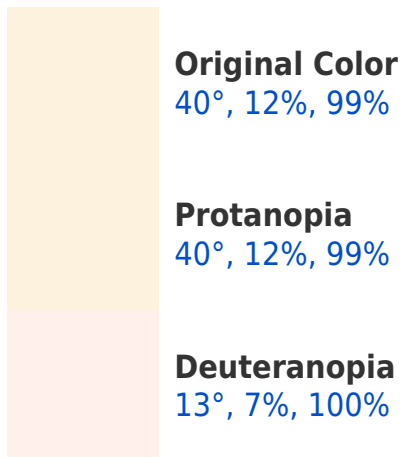 Original Color
40°, 12%, 99%
Protanopia
40°, 12%, 99%
Deuteranopia
13°, 7%, 100%